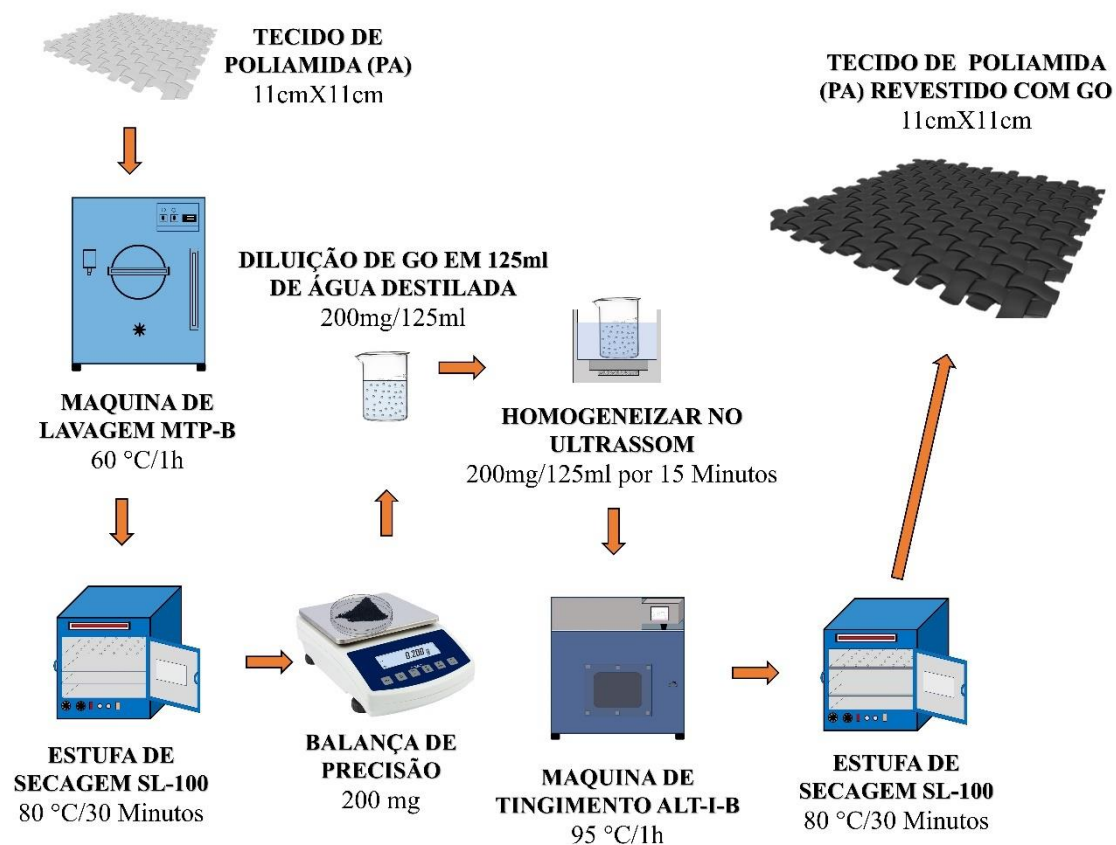 TECIDO DE
POLIAMIDA (PA)
11cmX11cm
MAQUINA DE
LAVAGEM MTP-B
60 °C/1h
ESTUFA DE
SECAGEM SL-100
80 °C/30 Minutos
0.200 g
BALANÇA DE
PRECISÃO
200 mg
DILUIÇÃO DE GO EM 125ml
DE ÁGUA DESTILADA
200mg/125ml
HOMOGENEIZAR NO
ULTRASSOM
200mg/125ml por 15 Minutos
MAQUINA DE
TINGIMENTO ALT-I-B
95 °C/1h
ESTUFA DE
SECAGEM SL-100
80 °C/30 Minutos
TECIDO DE POLIAMIDA
(PA) REVESTIDO COM GO
11cmX11cm